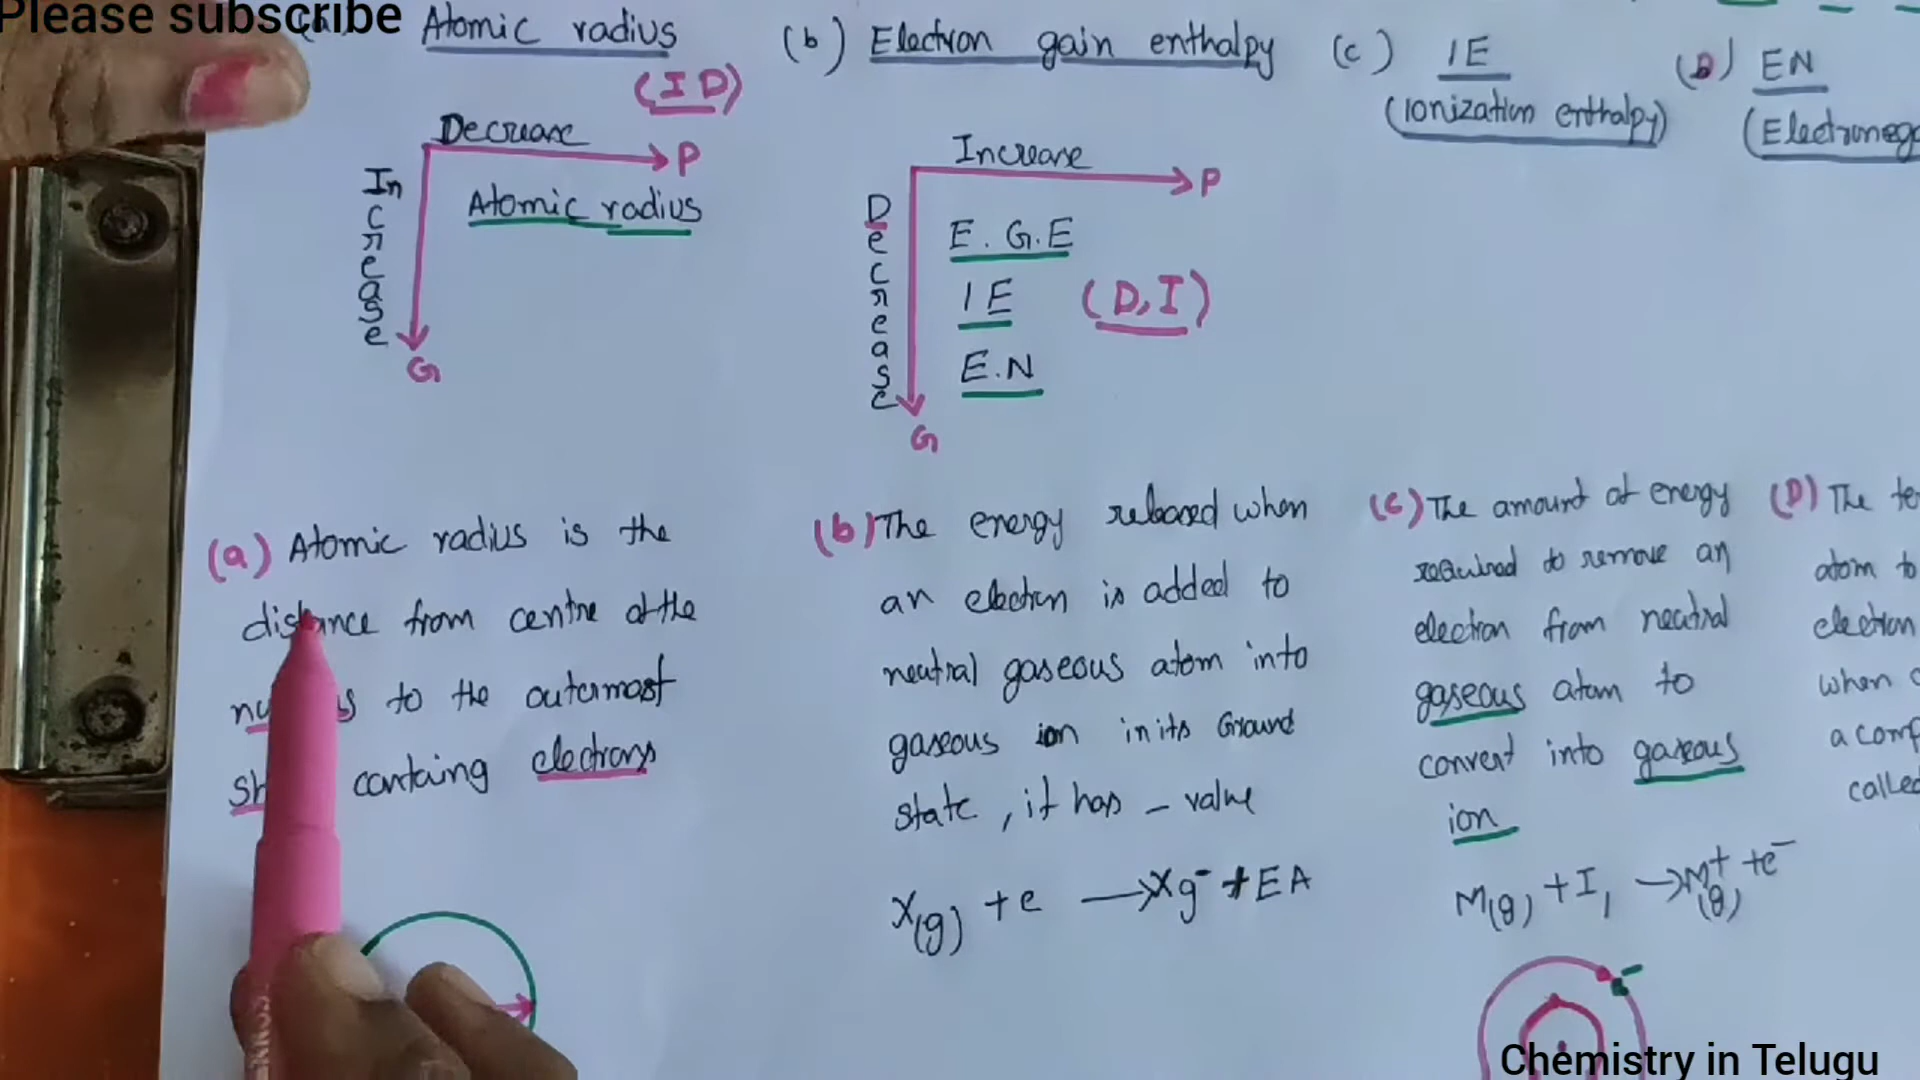 Please subscribe
Atomic radius
(b) Electron gain enthalpy
(c) IE
(Ionization enthalpy)
EN
(Electronega
(I D)
Decrease
P
Increase
Atomic radius
G
Increase
P
Decrease
E.G.E
IE
E.N
(D,I)
G
(a) Atomic radius is the
distance from centre of the
to the outermost
containg electrons
(b) The energy released when
an electron is added to
neutral gaseous atom into
gaseous ion in its Ground
state, it has - value
X(g) + e → Xg⁻ + EA
(C) The amount of energy
required to remove an
electron from neutral
gaseous atom to
convert into gaseous
ion
M(g) + I₁ → M⁺(g) + e⁻
(D) The te
atom to
electron
when
a comp
called
Chemistry in Telugu